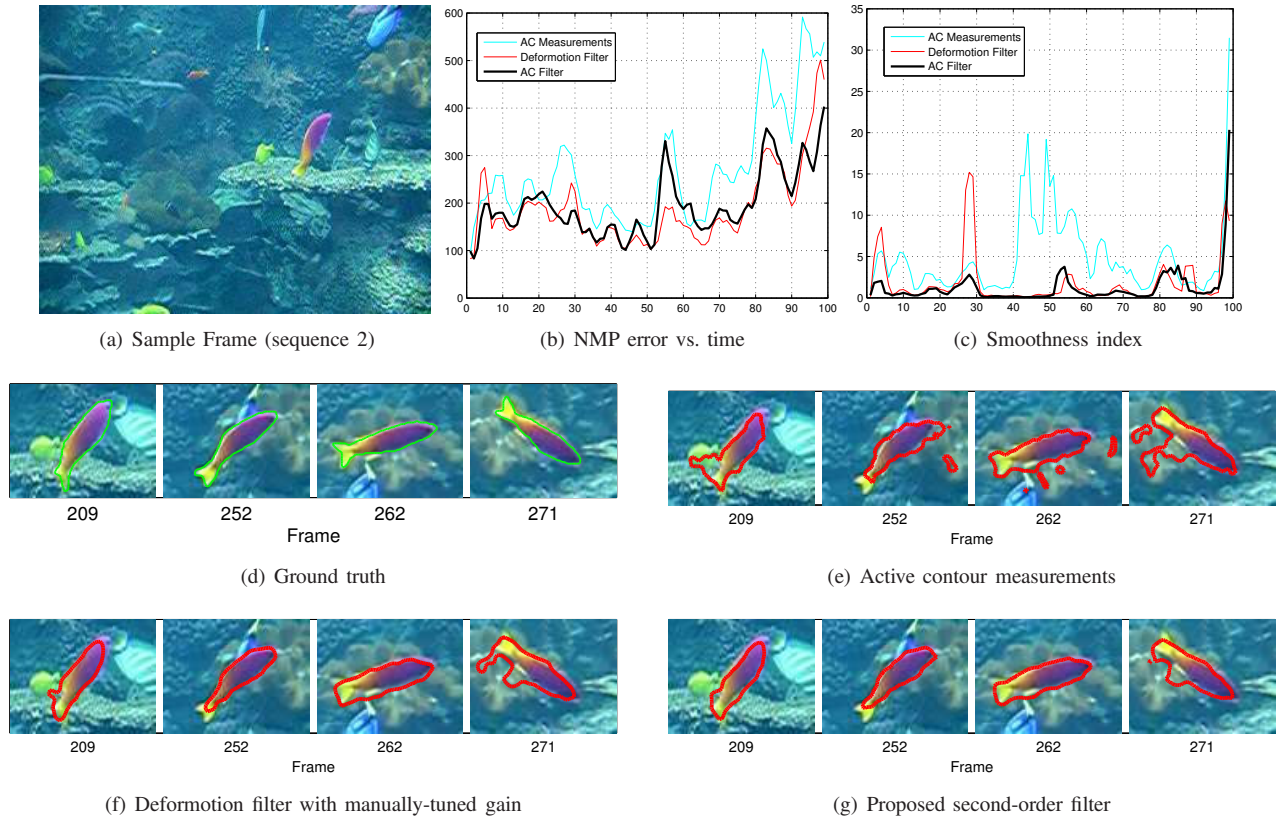 600
500
400
300
200
100
0
0 10 20 30 40 50 60 70 80 90 100
AC Measurements
Deformotion Filter
AC Filter
35
30
25
20
15
10
5
0
0 10 20 30 40 50 60 70 80 90 100
AC Measurements
Deformotion Filter
AC Filter
(a) Sample Frame (sequence 2)
(b) NMP error vs. time
(c) Smoothness index
209 252 262 271
Frame
(d) Ground truth
209 252 262 271
Frame
(e) Active contour measurements
209 252 262 271
Frame
(f) Deformotion filter with manually-tuned gain
209 252 262 271
Frame
(g) Proposed second-order filter